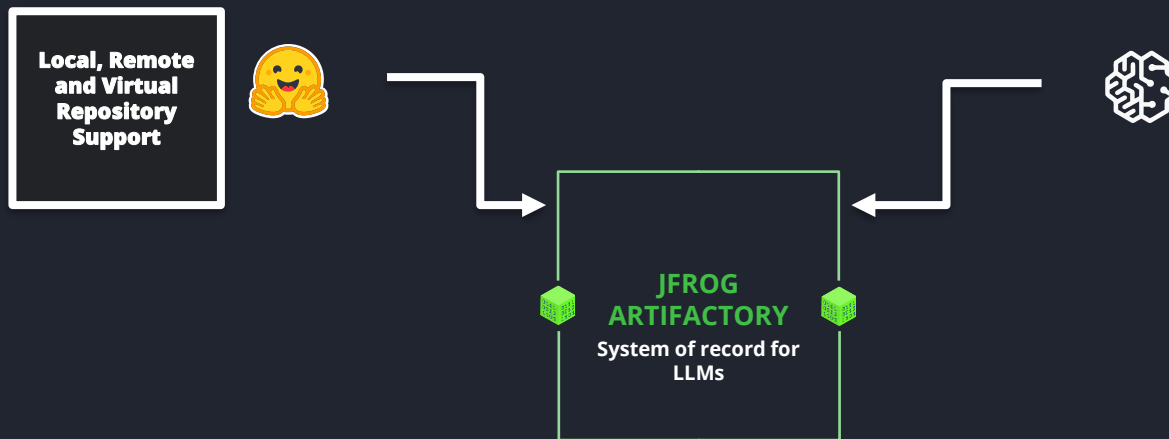 Local, Remote
and Virtual
Repository
Support
JFROG
ARTIFACTORY
System of record for
LLMs